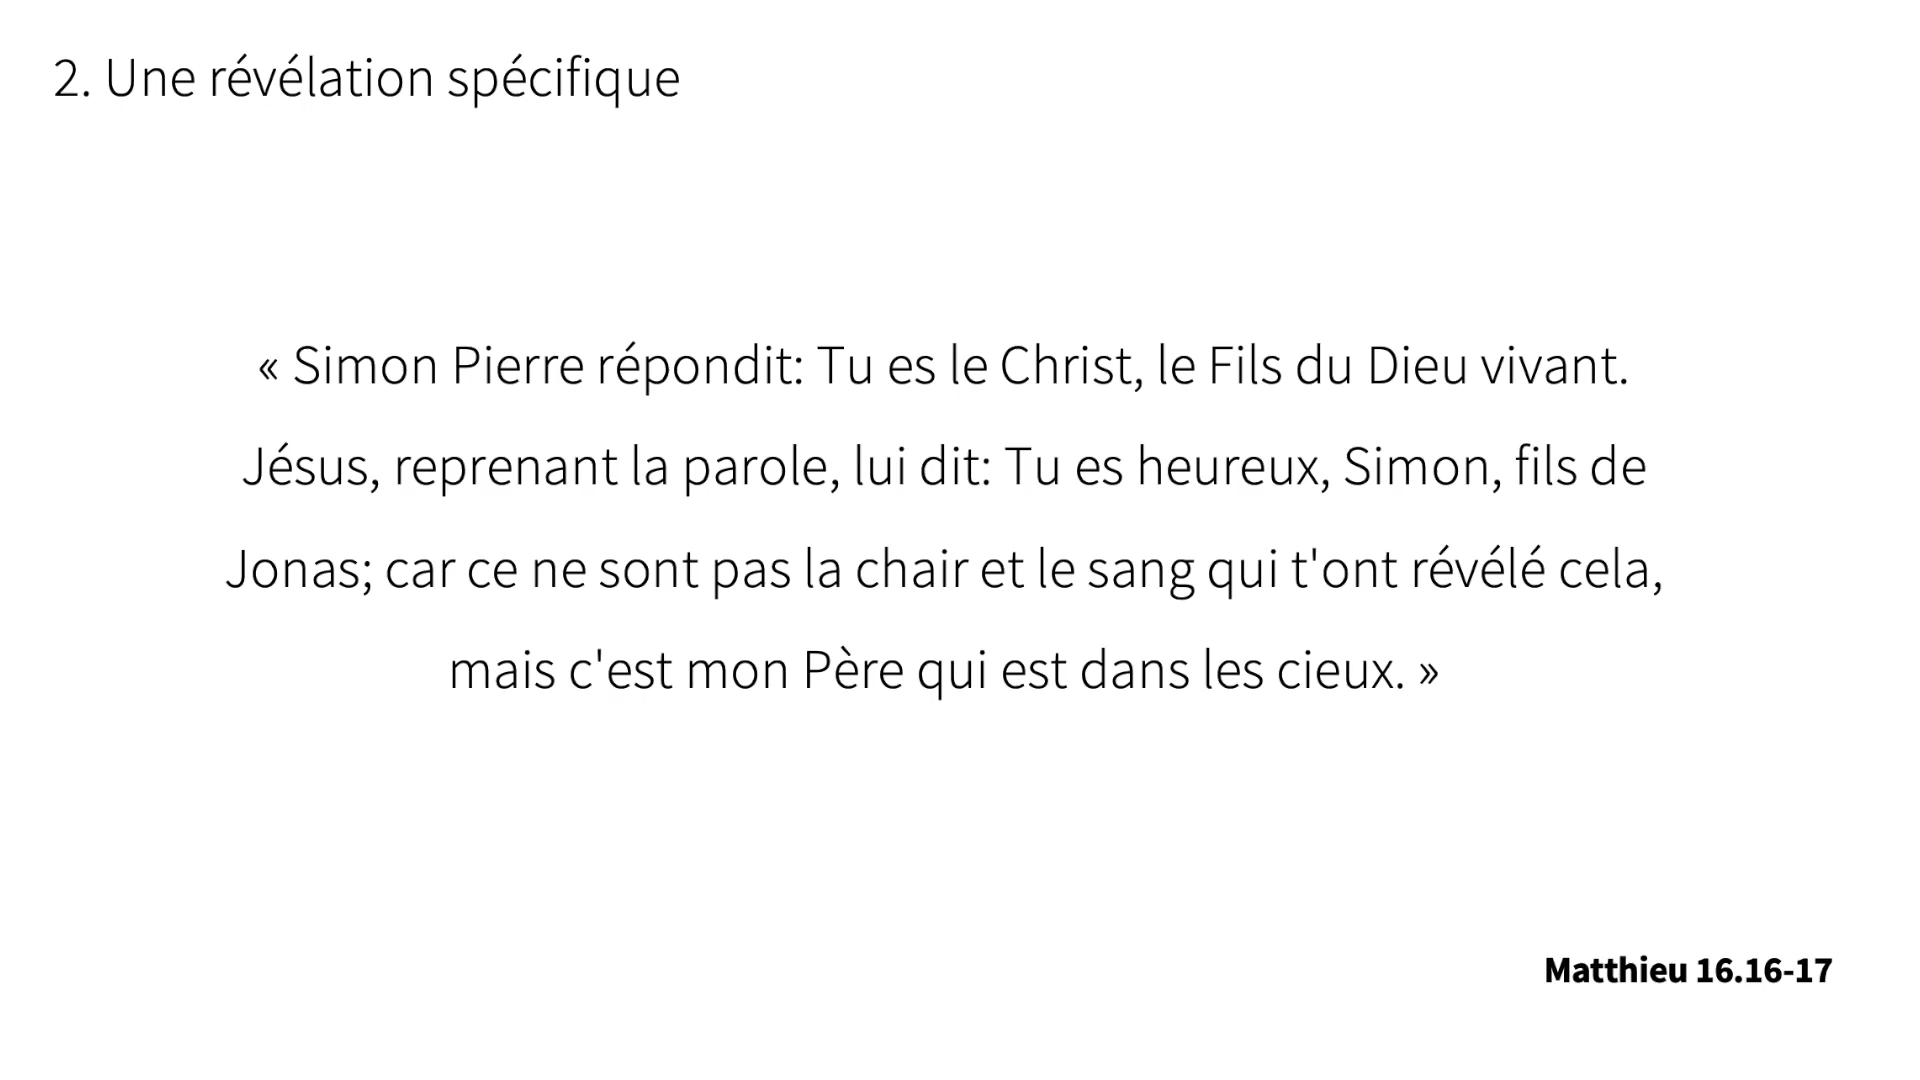 2. Une révélation spécifique
« Simon Pierre répondit: Tu es le Christ, le Fils du Dieu vivant.
Jésus, reprenant la parole, lui dit: Tu es heureux, Simon, fils de
Jonas; car ce ne sont pas la chair et le sang qui t'ont révélé cela,
mais c'est mon Père qui est dans les cieux. »
Matthieu 16.16-17